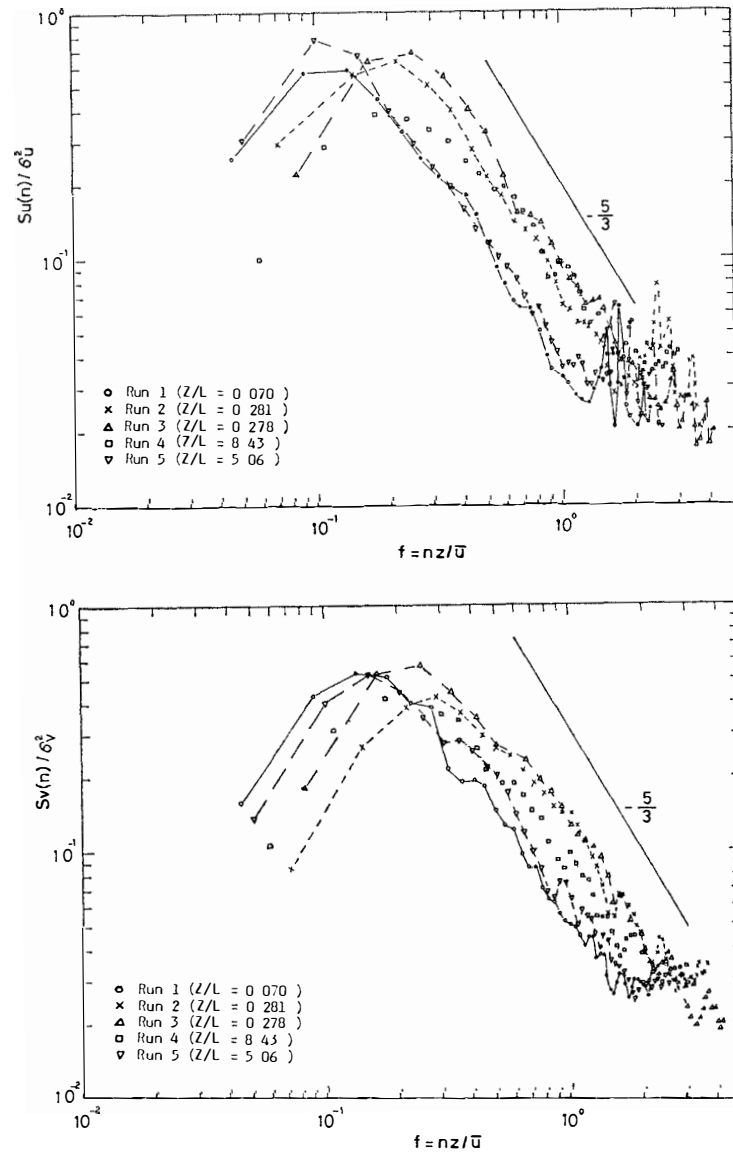 10⁰
Su(n)/σ²u
10⁻¹
-5/3
○ Run 1 (Z/L = 0 070 )
× Run 2 (Z/L = 0 281)
△ Run 3 (Z/L = 0 278)
□ Run 4 (Z/L = 8 43)
▽ Run 5 (Z/L = 5 06)
10⁻²
10⁻² 10⁻¹ 10⁰
f = nz/ū
10⁰
Sv(n)/σ²v
10⁻¹
-5/3
○ Run 1 (Z/L = 0 070)
× Run 2 (Z/L = 0 281)
△ Run 3 (Z/L = 0 278)
□ Run 4 (Z/L = 8 43)
▽ Run 5 (Z/L = 5 06)
10⁻²
10⁻² 10⁻¹ 10⁰
f = nz/ū